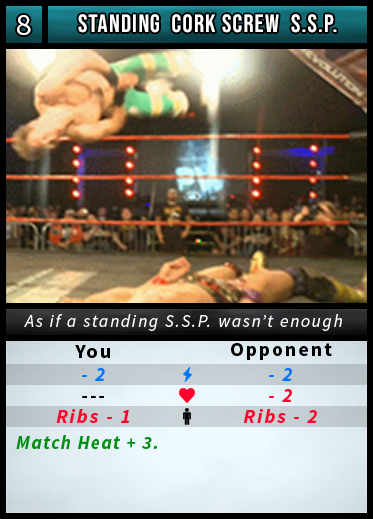 8 STANDING CORK SCREW S.S.P.
REVOLUTION
As if a standing S.S.P. wasn't enough
You Opponent
- 2 - 2
--- - 2
Ribs - 1 Ribs - 2
Match Heat + 3.